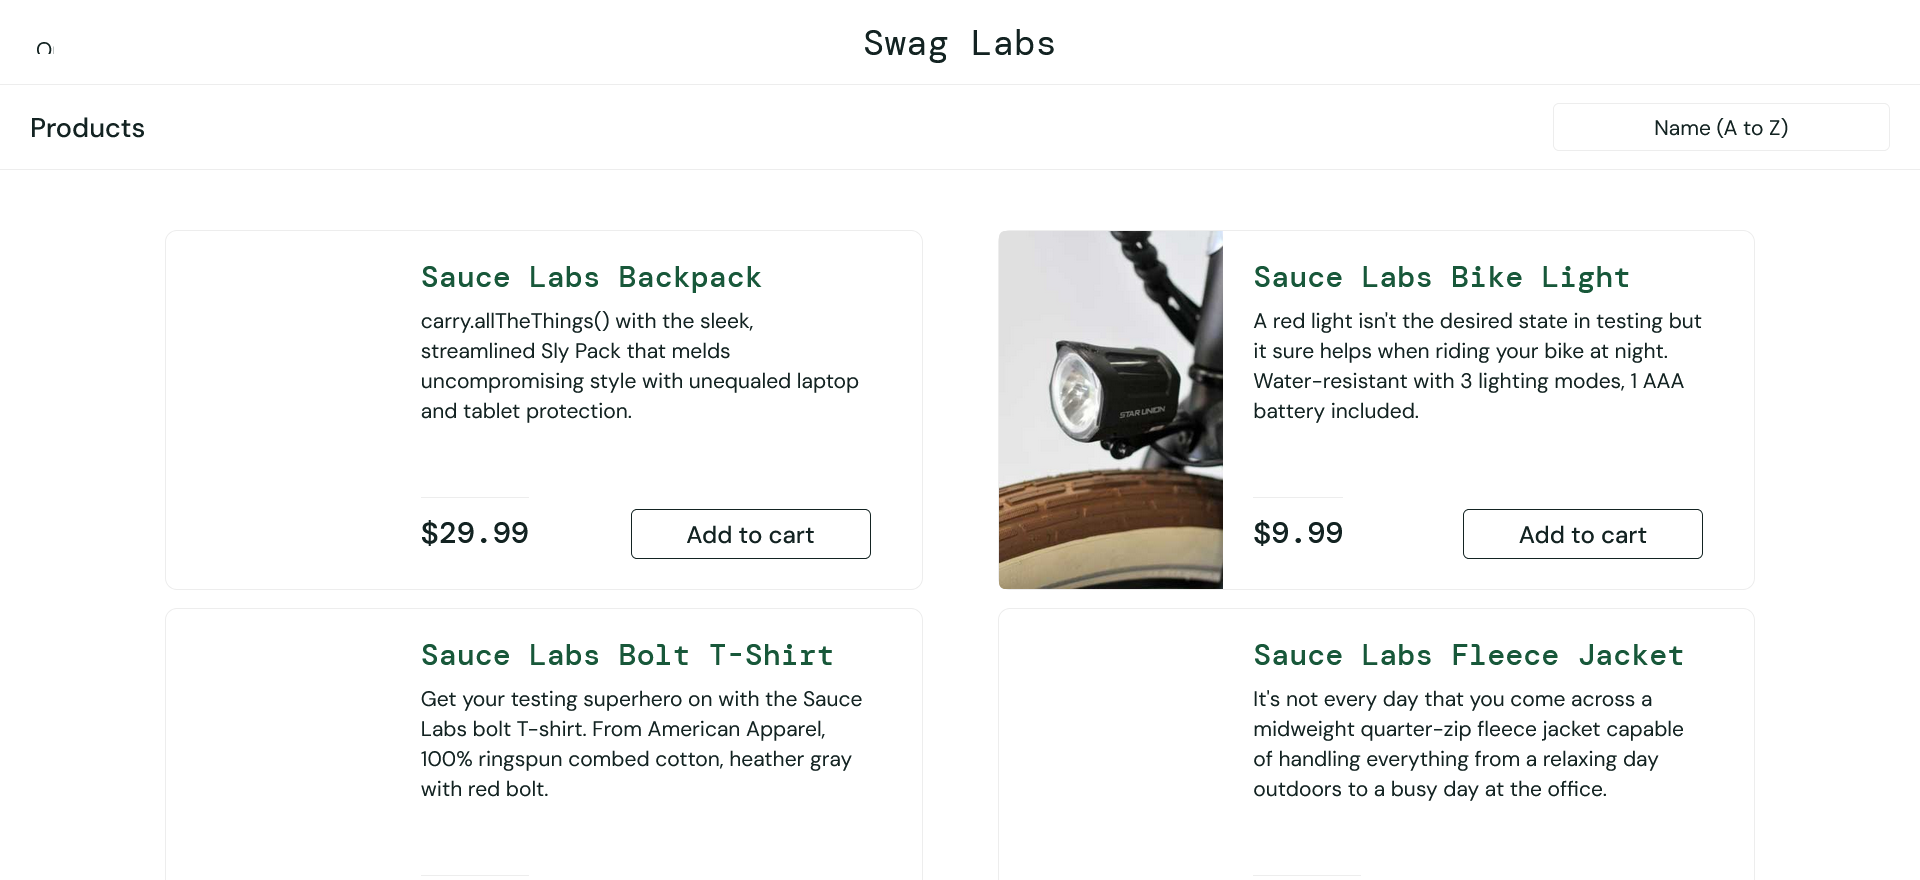 Swag Labs
Products
Name (A to Z)
Sauce Labs Backpack
carry.allTheThings() with the sleek,
streamlined Sly Pack that melds
uncompromising style with unequaled laptop
and tablet protection.
$29.99
Add to cart
Sauce Labs Bike Light
A red light isn't the desired state in testing but
it sure helps when riding your bike at night.
Water-resistant with 3 lighting modes, 1 AAA
battery included.
STAR UNION
$9.99
Add to cart
Sauce Labs Bolt T-Shirt
Get your testing superhero on with the Sauce
Labs bolt T-shirt. From American Apparel,
100% ringspun combed cotton, heather gray
with red bolt.
Sauce Labs Fleece Jacket
It's not every day that you come across a
midweight quarter-zip fleece jacket capable
of handling everything from a relaxing day
outdoors to a busy day at the office.